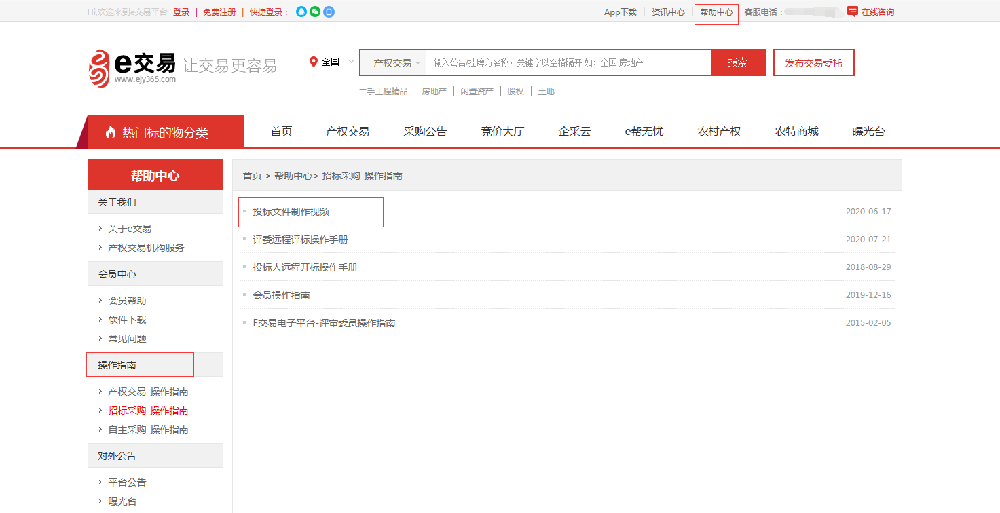 Hi,欢迎来到e交易平台 登录 | 免费注册 | 快捷登录： App下载 资讯中心 帮助中心 客服电话： 在线咨询
e交易 让交易更容易
www.ejy365.com
全国 产权交易 输入公告/挂牌方名称，关键字以空格隔开 如：全国 房地产 搜索 发布交易委托
二手工程精品 | 房地产 | 闲置资产 | 股权 | 土地
热门标的物分类 首页 产权交易 采购公告 竞价大厅 企采云 e帮无忧 农村产权 农特商城 曝光台
帮助中心
关于我们
关于e交易
产权交易机构服务
会员中心
会员帮助
软件下载
常见问题
操作指南
产权交易-操作指南
招标采购-操作指南
自主采购-操作指南
对外公告
平台公告
曝光台
首页 > 帮助中心> 招标采购-操作指南
投标文件制作视频 2020-06-17
评委远程评标操作手册 2020-07-21
投标人远程开标操作手册 2018-08-29
会员操作指南 2019-12-16
E交易电子平台-评审委员操作指南 2015-02-05